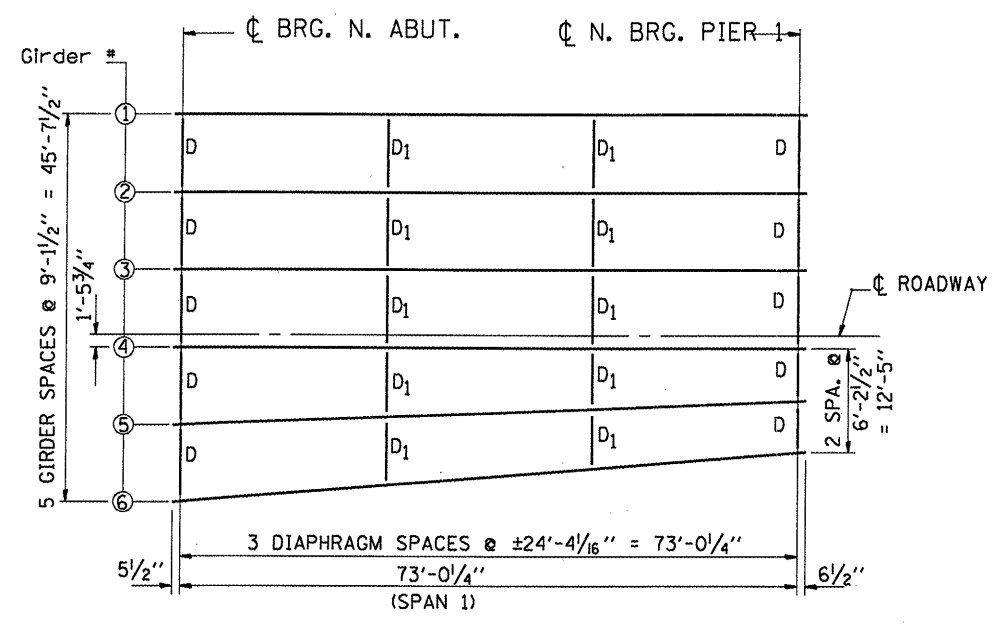 ℄ BRG. N. ABUT.
℄ N. BRG. PIER 1
Girder #
1
D
D1
D1
D
2
D
D1
D1
D
3
D
D1
D1
D
℄ ROADWAY
4
D
D1
D1
D
5
D
D1
D1
D
6
5 GIRDER SPACES @ 9'-1½" = 45'-7½"
1'-5¾"
2 SPA. @
6'-2½"
= 12'-5"
3 DIAPHRAGM SPACES @ ±24'-4 1/16" = 73'-0¼"
5½"
73'-0¼"
6½"
(SPAN 1)